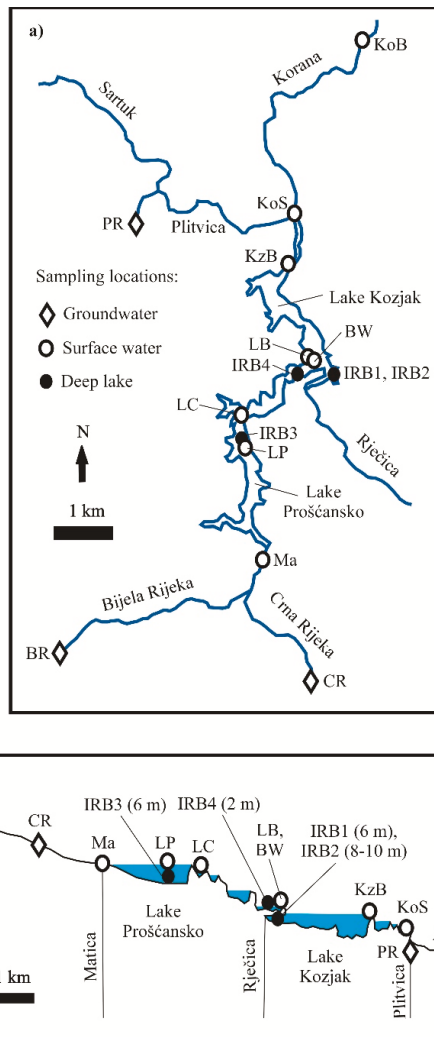 a)
KoB
Korana
Sartuk
KoS
PR
Plitvica
KzB
Sampling locations:
Groundwater
Surface water
Deep lake
Lake Kozjak
LB
BW
IRB4
IRB1, IRB2
LC
IRB3
LP
N
1 km
Rječica
Lake
Prošćansko
Ma
Bijela Rijeka
Crna Rijeka
BR
CR
IRB3 (6 m)
IRB4 (2 m)
CR
Ma
LP
LC
LB,
BW
IRB1 (6 m),
IRB2 (8-10 m)
KzB
KoS
PR
Lake
Prošćansko
Lake
Kozjak
Matica
Rječica
Plitvica
1 km